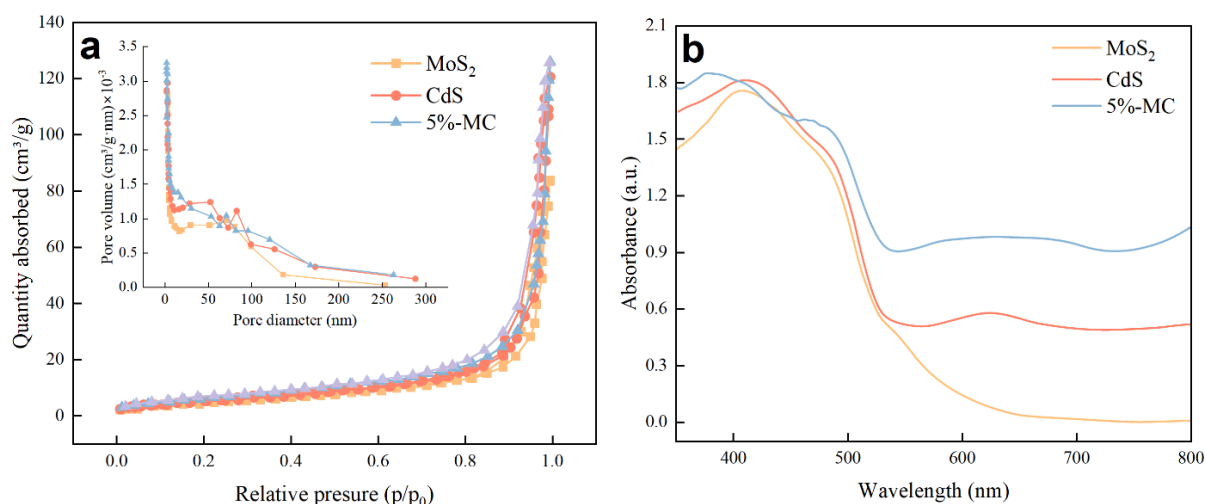 a
140
120
100
80
60
40
20
0
Quantity absorbed (cm³/g)
0.0 0.2 0.4 0.6 0.8 1.0
Relative presure (p/p₀)
MoS₂
CdS
5%-MC
3.5
3.0
2.5
2.0
1.5
1.0
0.5
0.0
Pore volume (cm³/g·nm)×10⁻³
0 50 100 150 200 250 300
Pore diameter (nm)
b
2.1
1.8
1.5
1.2
0.9
0.6
0.3
0.0
Absorbance (a.u.)
MoS₂
CdS
5%-MC
400 500 600 700 800
Wavelength (nm)